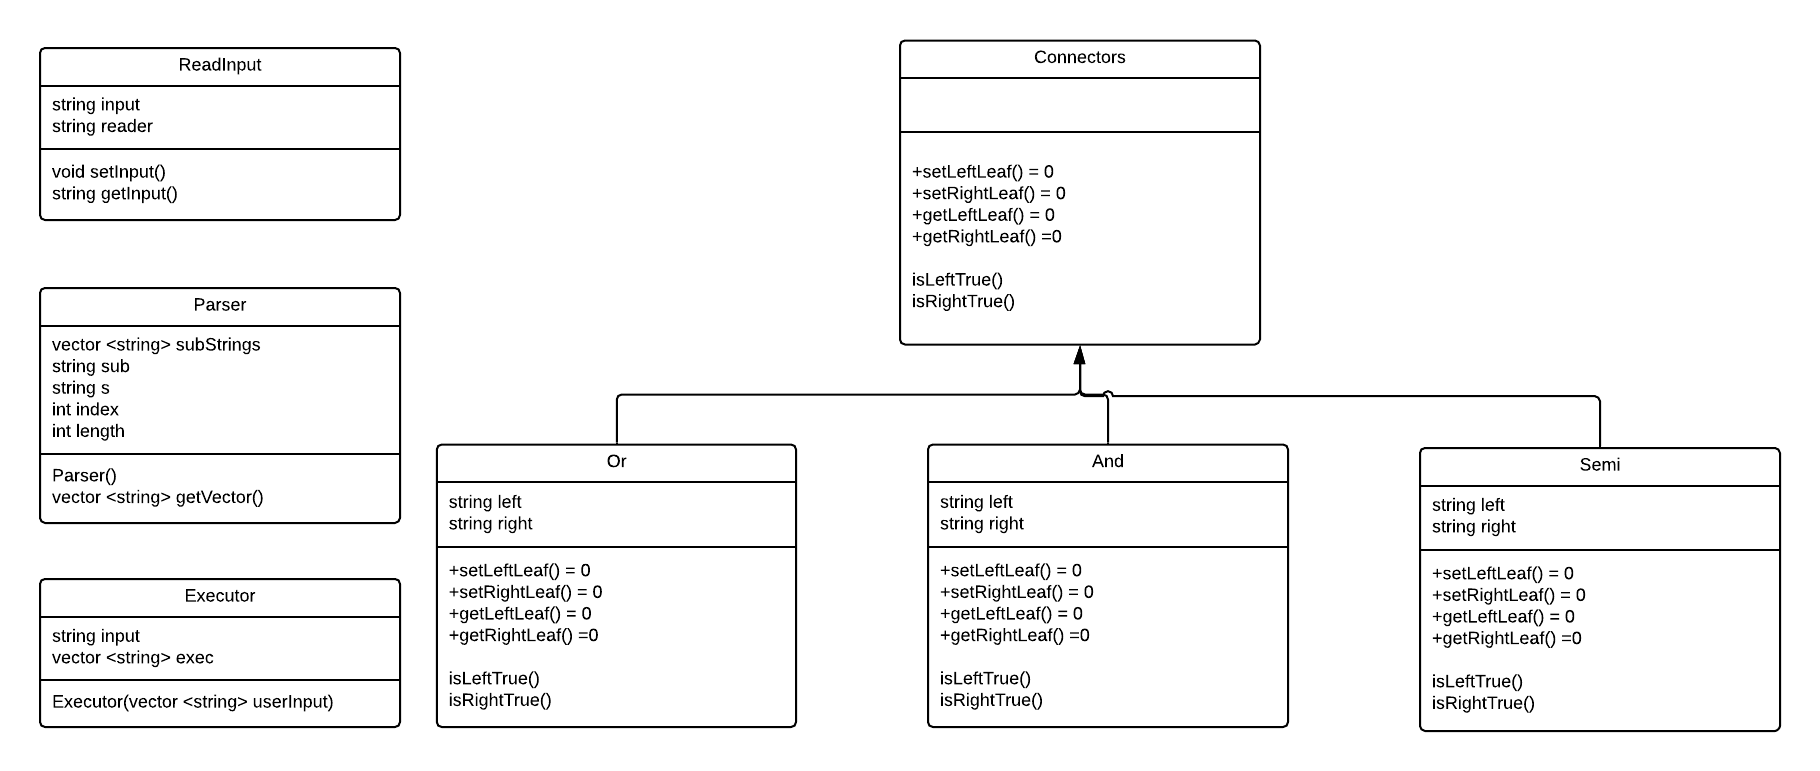 ReadInput
string input
string reader
void setInput()
string getInput()
Parser
vector <string> subStrings
string sub
string s
int index
int length
Parser()
vector <string> getVector()
Executor
string input
vector <string> exec
Executor(vector <string> userInput)
Connectors
+setLeftLeaf() = 0
+setRightLeaf() = 0
+getLeftLeaf() = 0
+getRightLeaf() =0
isLeftTrue()
isRightTrue()
Or
string left
string right
+setLeftLeaf() = 0
+setRightLeaf() = 0
+getLeftLeaf() = 0
+getRightLeaf() =0
isLeftTrue()
isRightTrue()
And
string left
string right
+setLeftLeaf() = 0
+setRightLeaf() = 0
+getLeftLeaf() = 0
+getRightLeaf() =0
isLeftTrue()
isRightTrue()
Semi
string left
string right
+setLeftLeaf() = 0
+setRightLeaf() = 0
+getLeftLeaf() = 0
+getRightLeaf() =0
isLeftTrue()
isRightTrue()